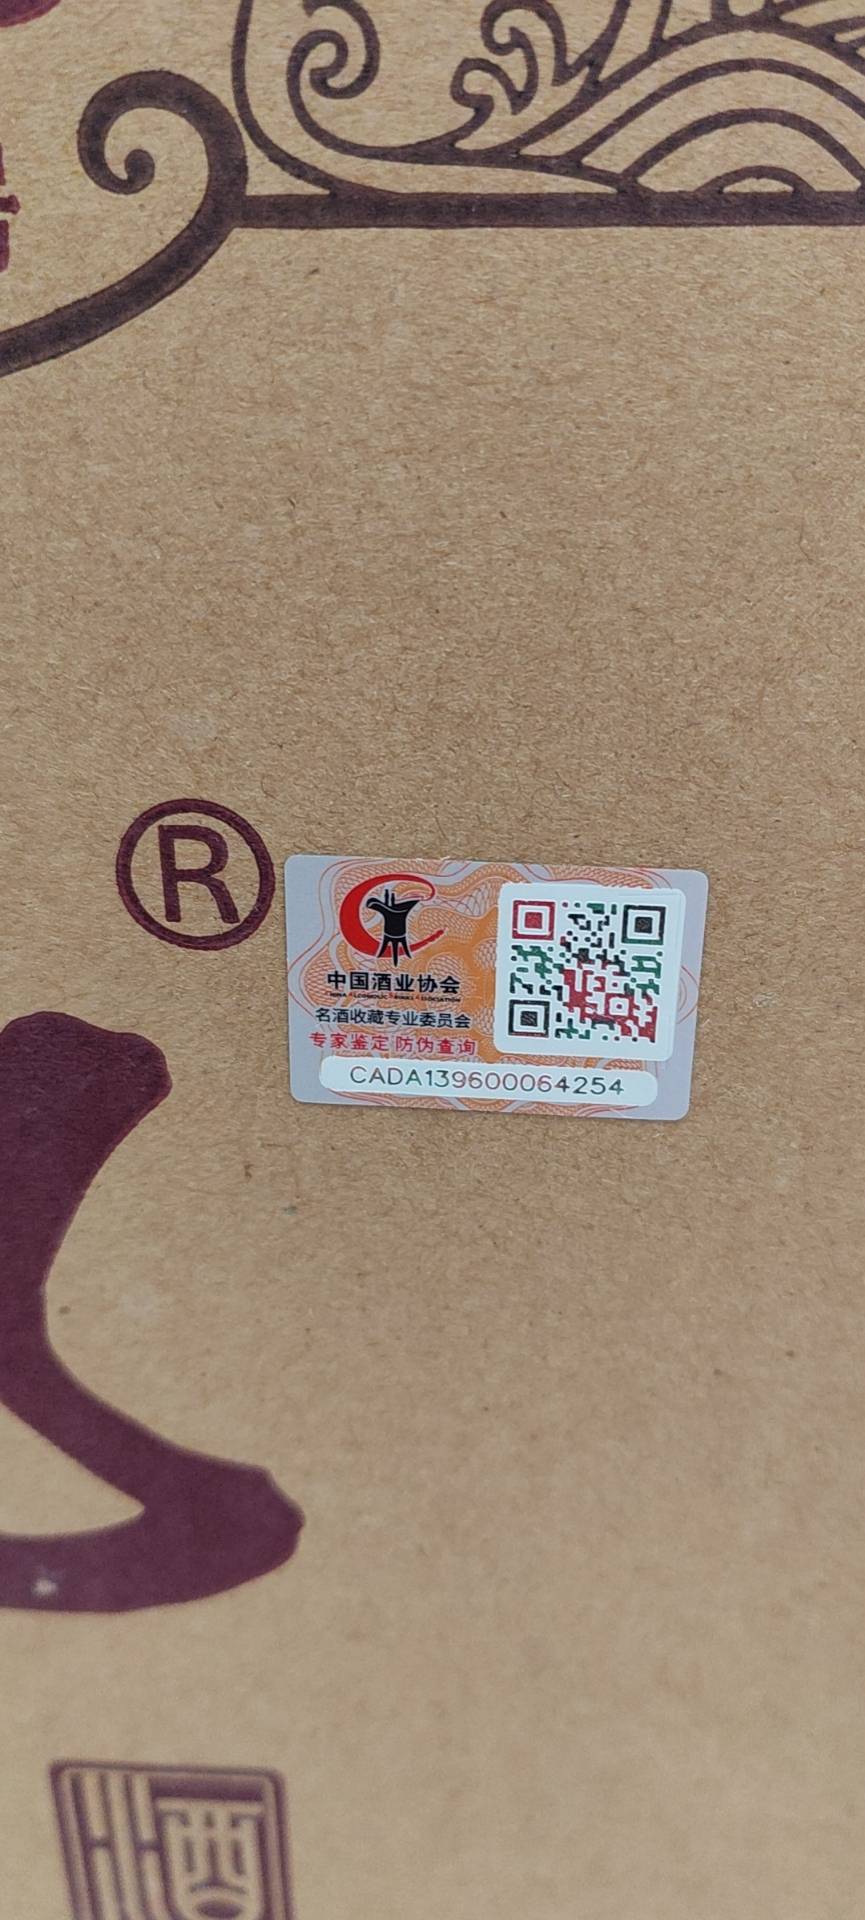 ®
中国酒业协会
名酒收藏专业委员会
专家鉴定 防伪查询
CADA139600064254
酒